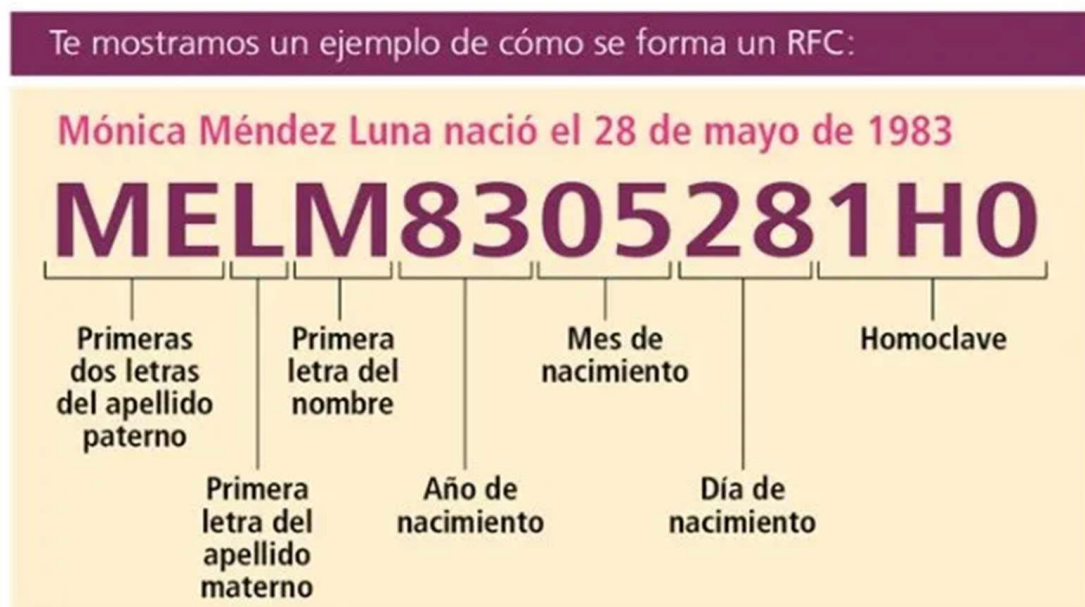 Te mostramos un ejemplo de cómo se forma un RFC:
Mónica Méndez Luna nació el 28 de mayo de 1983
MELM8305281H0
Primeras
dos letras
del apellido
paterno
Primera
letra del
apellido
materno
Primera
letra del
nombre
Año de
nacimiento
Mes de
nacimiento
Día de
nacimiento
Homoclave